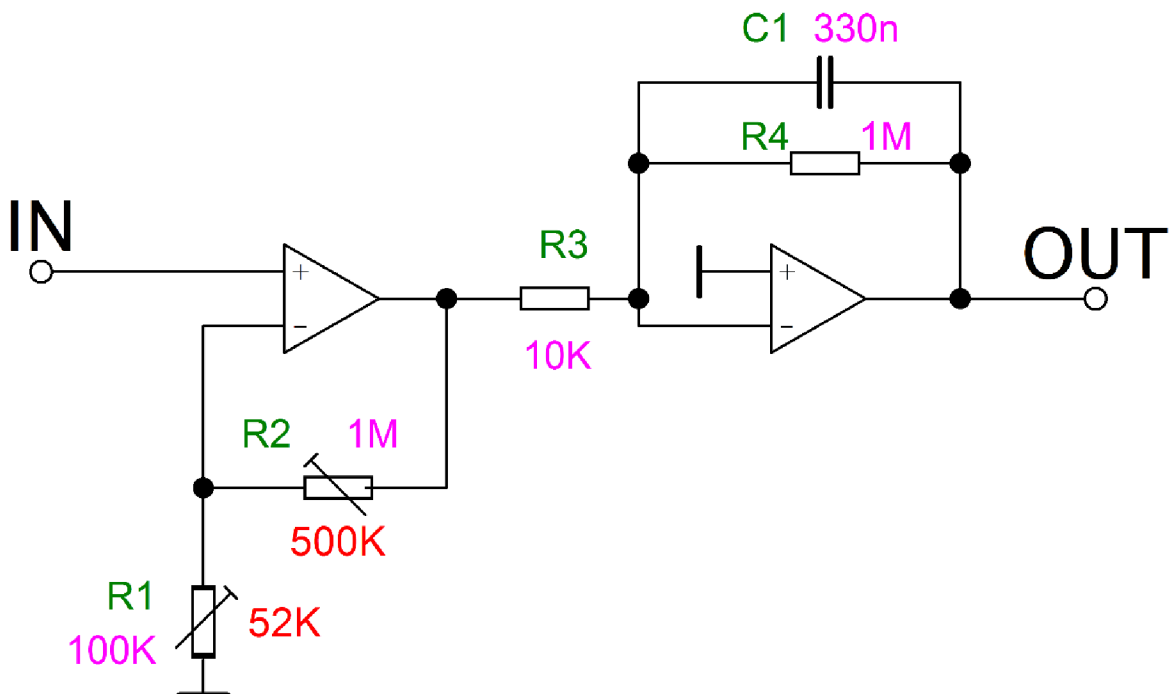 C1 330n
R4 1M
IN
R3
OUT
+
+
−
−
10K
R2 1M
500K
R1
52K
100K